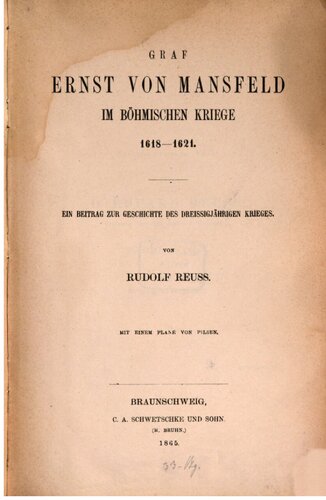 GRAF
ERNST VON MANSFELD
IM BÖHMISCHEN KRIEGE
1618—1621.
EIN BEITRAG ZUR GESCHICHTE DES DREISSIGJÄHRIGEN KRIEGES.
VON
RUDOLF REUSS.
MIT EINEM PLANE VON PILSEN.
BRAUNSCHWEIG,
C. A. SCHWETSCHKE UND SOHN.
(M. BRUHN.)
1865.